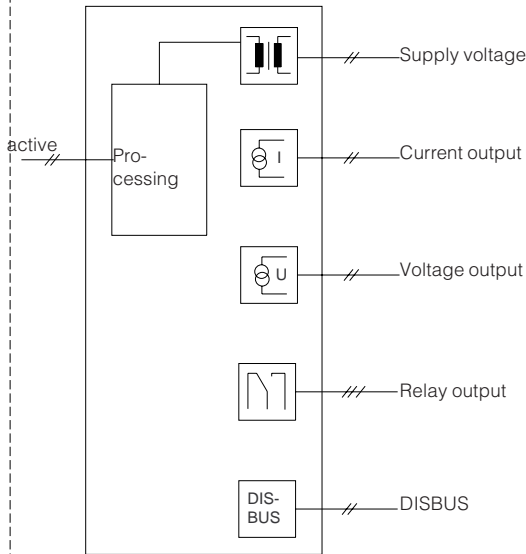 Supply voltage
active
Pro-
cessing
I
Current output
U
Voltage output
Relay output
DIS-
BUS
DISBUS